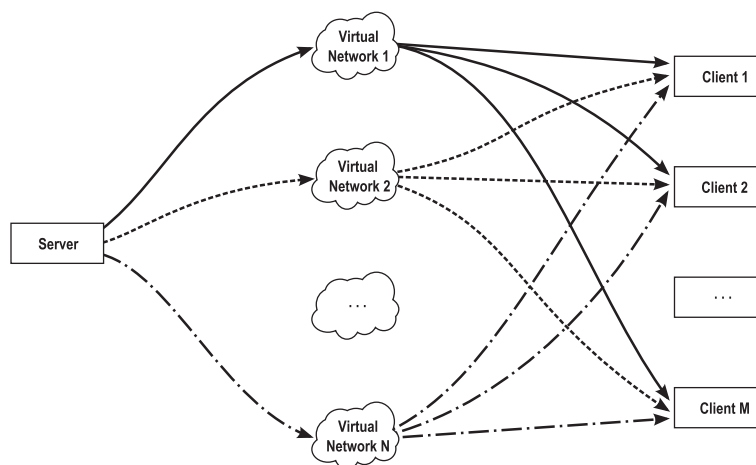 Virtual
Network 1
Client 1
Virtual
Network 2
Client 2
Server
...
...
Virtual
Network N
Client M